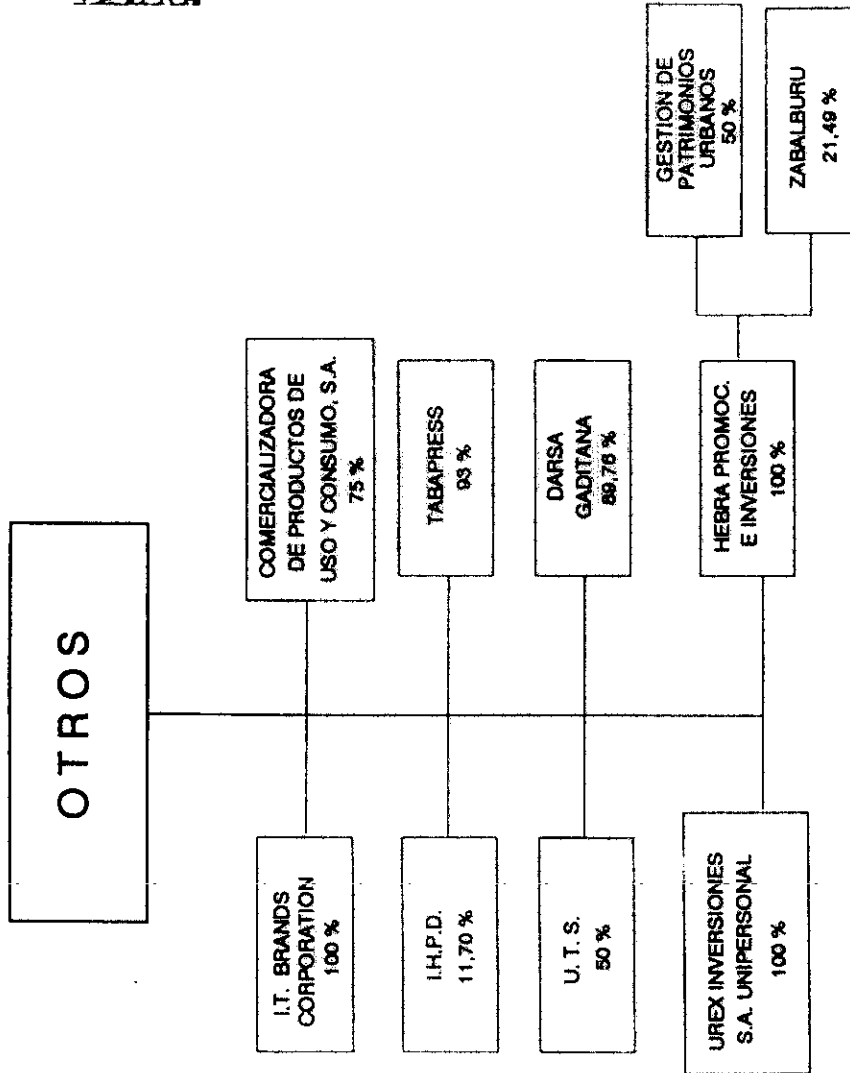 OTROS
I.T. BRANDS
CORPORATION
100 %
COMERCIALIZADORA
DE PRODUCTOS DE
USO Y CONSUMO, S.A.
75 %
I.H.P.D.
11,70 %
TABAPRESS
93 %
U. T. S.
50 %
DARSA
GADITANA
89,76 %
UREX INVERSIONES
S.A. UNIPERSONAL
100 %
HEBRA PROMOC.
E INVERSIONES
100 %
GESTION DE
PATRIMONIOS
URBANOS
50 %
ZABALBURU
21,49 %